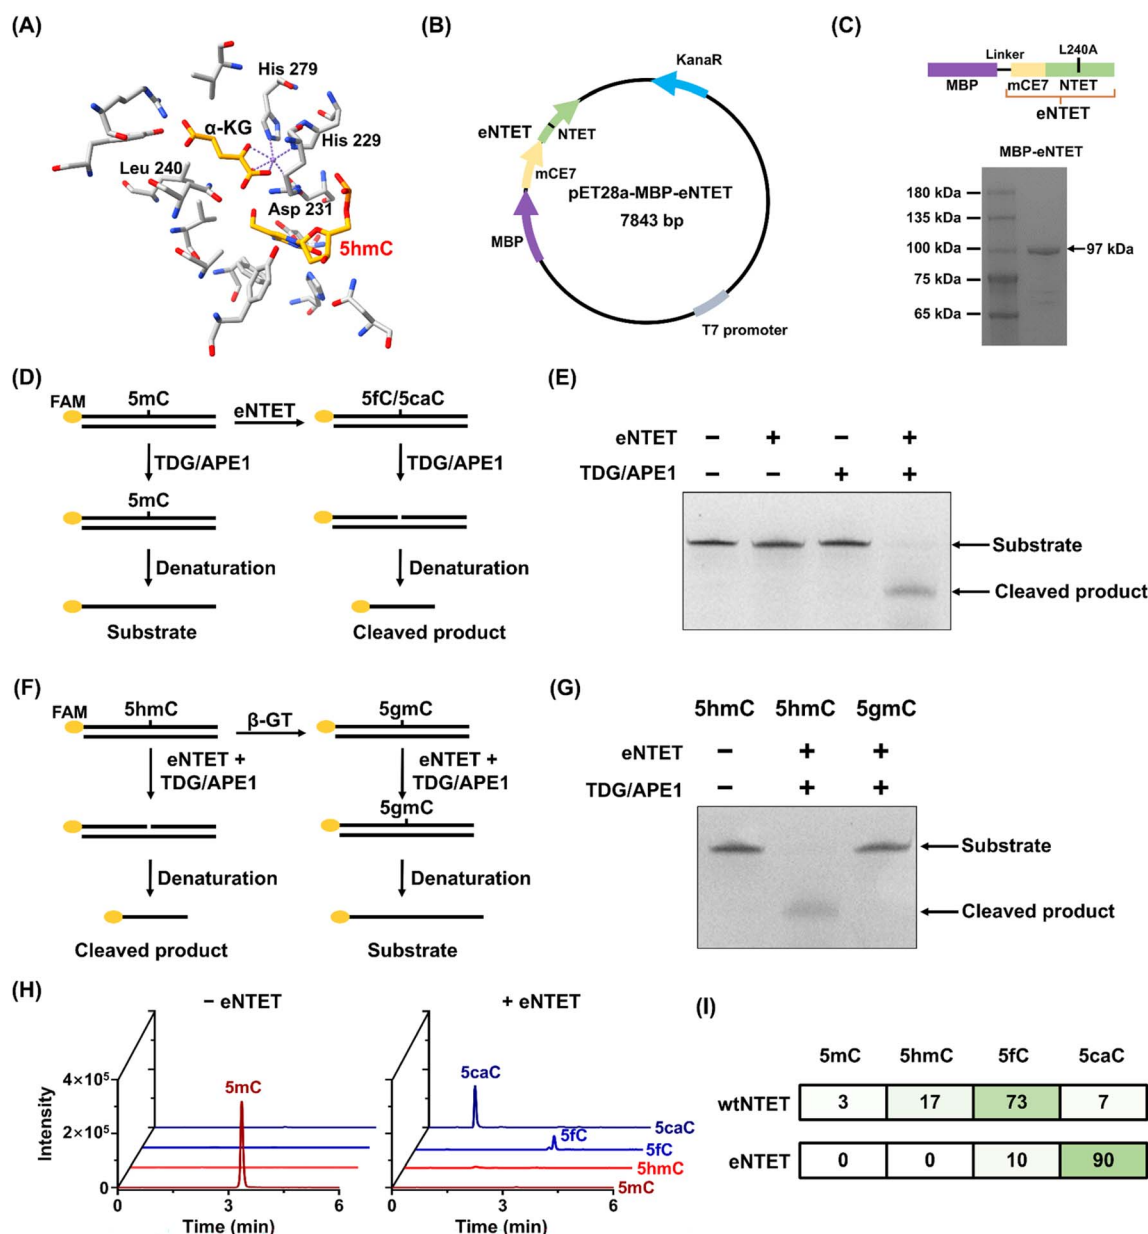 (A)
His 279
α-KG
His 229
Leu 240
Asp 231
5hmC
(B)
KanaR
eNTET
NTET
mCE7
pET28a-MBP-eNTET
7843 bp
MBP
T7 promoter
(C)
L240A
Linker
MBP
mCE7
NTET
eNTET
MBP-eNTET
180 kDa
135 kDa
100 kDa
97 kDa
75 kDa
65 kDa
(D)
FAM
5mC
eNTET
5fC/5caC
TDG/APE1
TDG/APE1
5mC
Denaturation
Denaturation
Substrate
Cleaved product
(E)
eNTET − + − +
TDG/APE1 − − + +
Substrate
Cleaved product
(F)
FAM
5hmC
β-GT
5gmC
eNTET +
TDG/APE1
eNTET +
TDG/APE1
5gmC
Denaturation
Denaturation
Cleaved product
Substrate
(G)
5hmC 5hmC 5gmC
eNTET − + +
TDG/APE1 − + +
Substrate
Cleaved product
(H)
− eNTET
+ eNTET
Intensity
4×10⁵
2×10⁵
0
5mC
0 3 6
Time (min)
5caC
5caC
5fC
5fC
5hmC
5mC
0 3 6
Time (min)
(I)
5mC 5hmC 5fC 5caC
wtNTET 3 17 73 7
eNTET 0 0 10 90